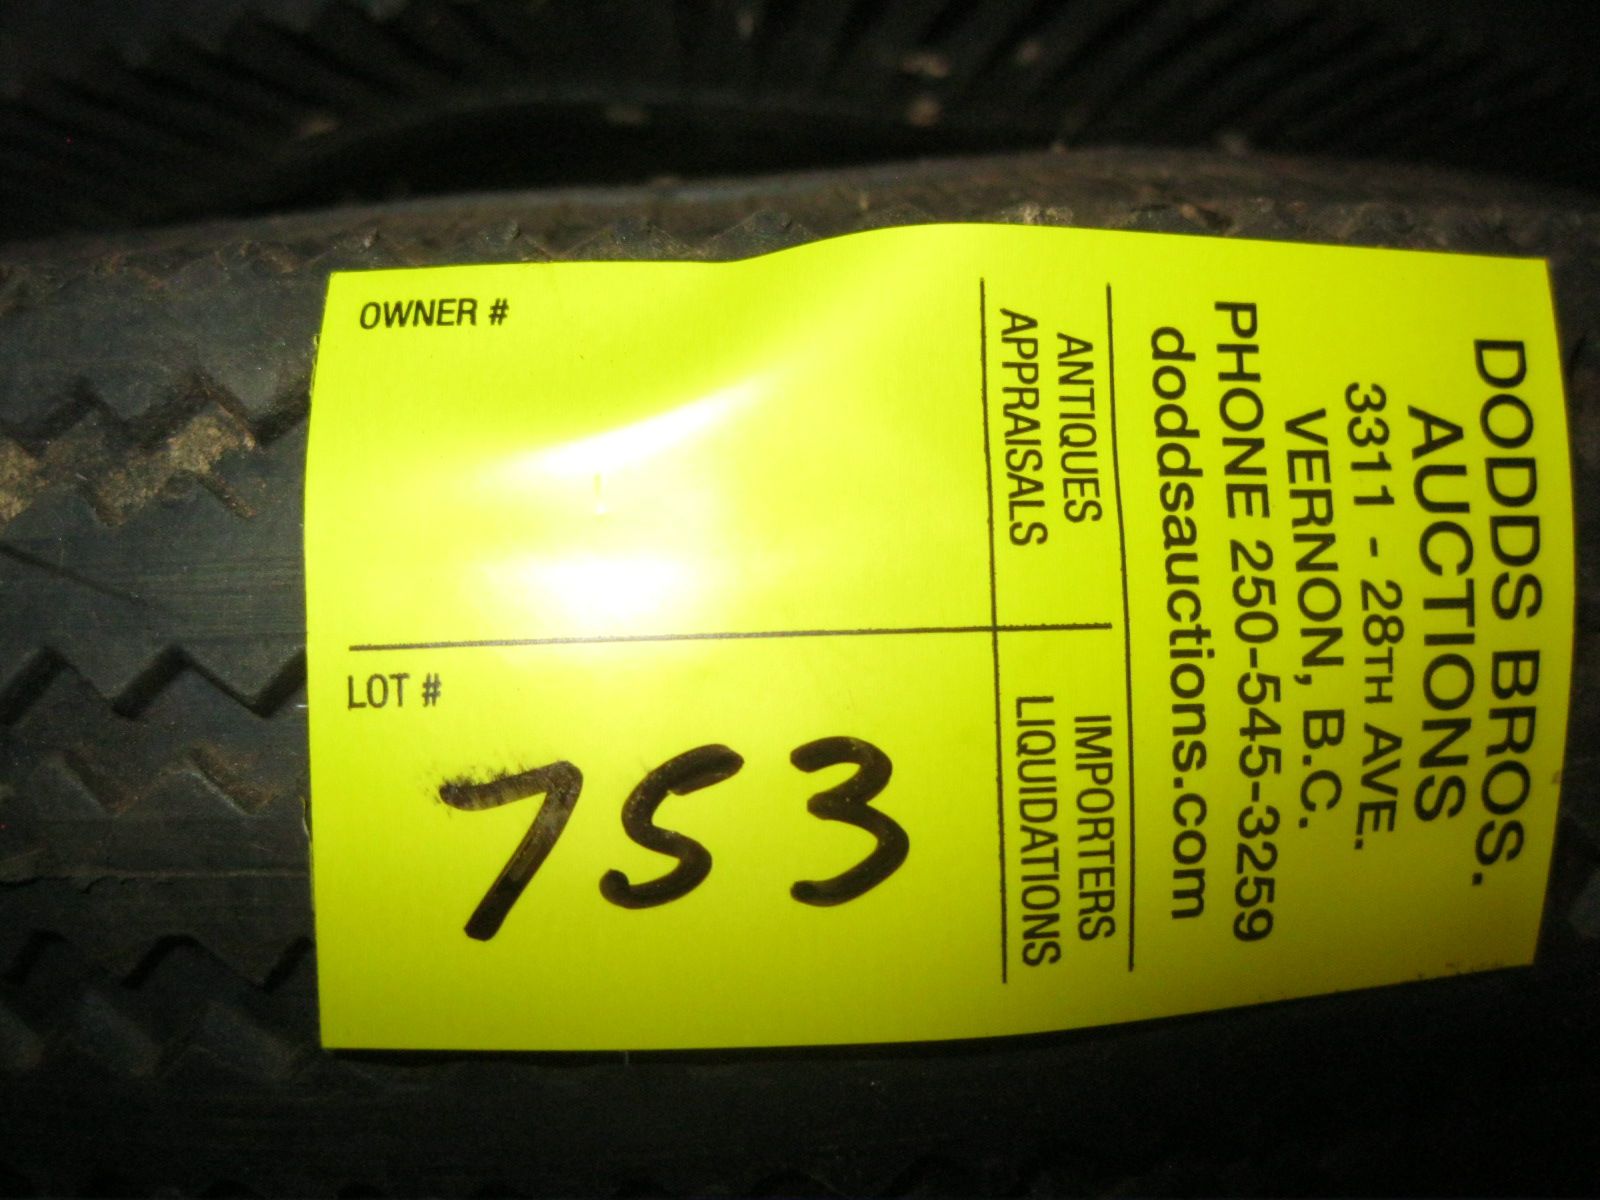 DODDS BROS.
AUCTIONS
3311 - 28TH AVE.
VERNON, B.C.
PHONE 250-545-3259
doddsauctions.com
ANTIQUES IMPORTERS
APPRAISALS LIQUIDATIONS
OWNER #
LOT #
753